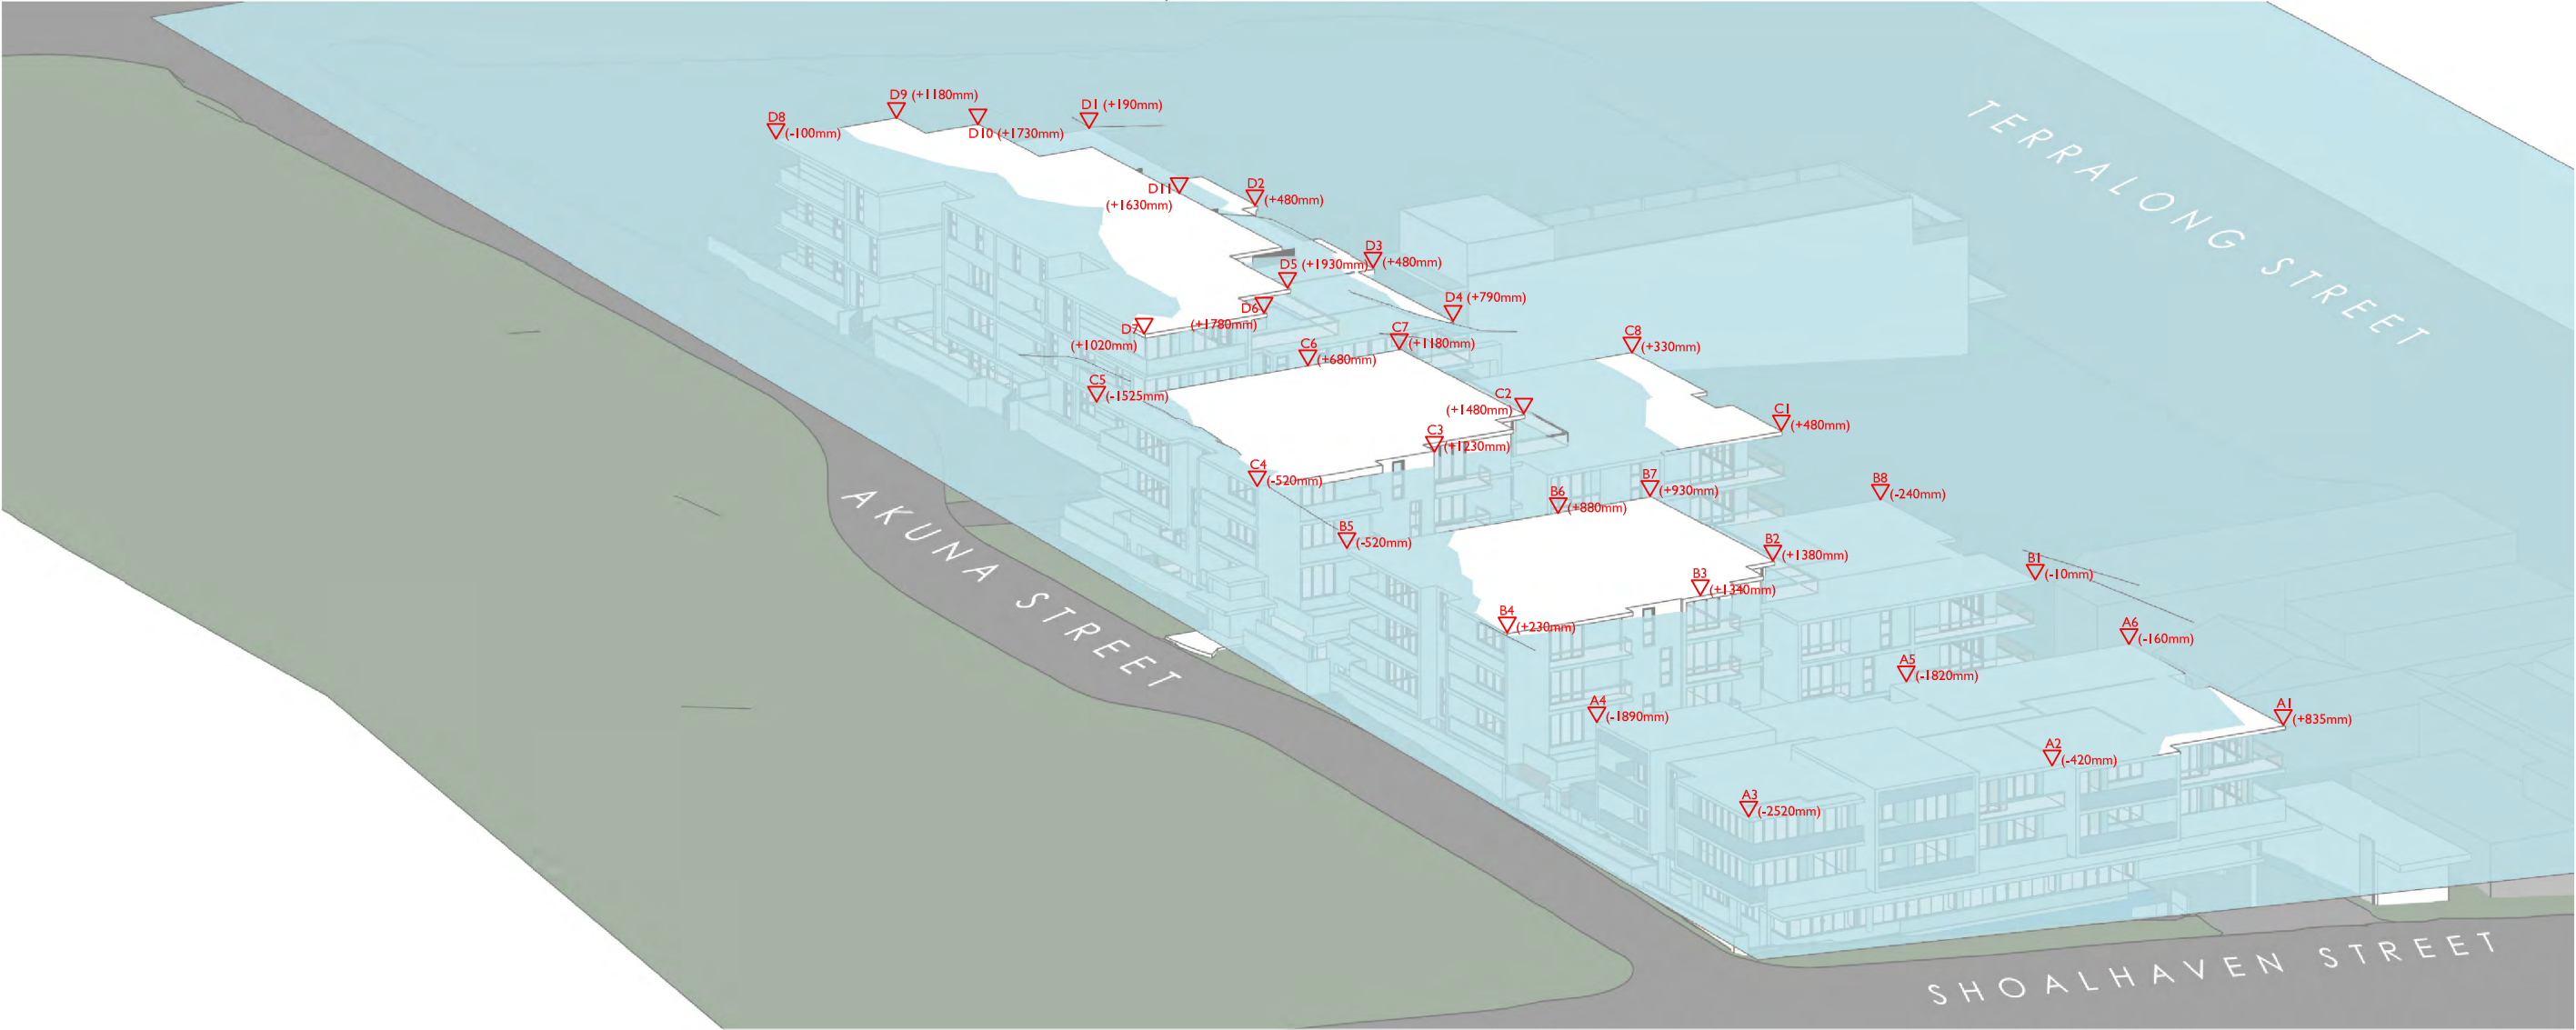 D9 (+1180mm)
D1 (+190mm)
D8
(-100mm)
D10 (+1730mm)
D11
(+1630mm)
D2
(+480mm)
D3
(+480mm)
D5 (+1930mm)
D4 (+790mm)
D6
(+1780mm)
D7
(+1020mm)
C7
(+1180mm)
C8
(+330mm)
C6
(+680mm)
C5
(-1525mm)
C2
(+1480mm)
C1
(+480mm)
C3
(+1230mm)
C4
(-520mm)
B7
(+930mm)
B8
(-240mm)
B6
(+880mm)
B5
(-520mm)
B2
(+1380mm)
B1
(-10mm)
B3
(+1340mm)
B4
(+230mm)
A6
(-160mm)
A5
(-1820mm)
A4
(-1890mm)
A1
(+835mm)
A2
(-420mm)
A3
(-2520mm)
TERRALONG STREET
AKUNA STREET
SHOALHAVEN STREET